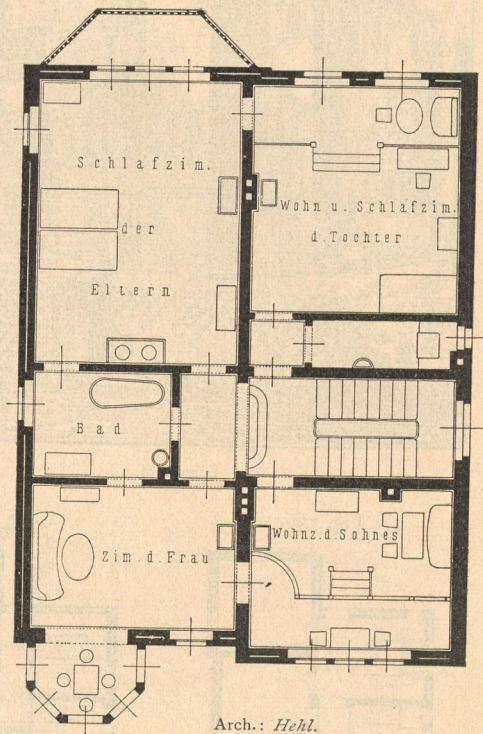 Schlafzim.
der
Eltern
Wohn u. Schlafzim.
d. Tochter
Bad
Zim. d. Frau
Wohnz. d. Sohnes
Arch.: Hehl.